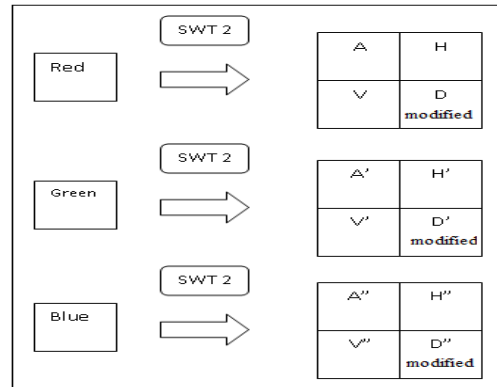 SWT 2
Red
A H
V D
modified
SWT 2
Green
A’ H’
V’ D’
modified
SWT 2
Blue
A” H”
V” D”
modified